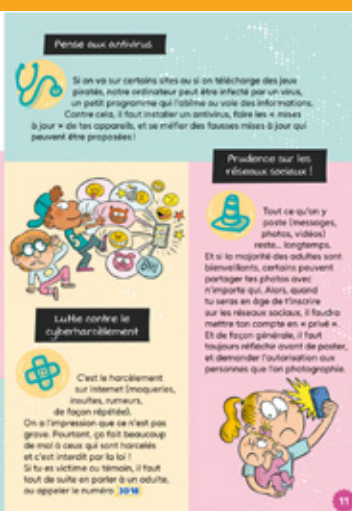 Pense aux antivirus
Si on va sur certains sites ou si on télécharge des jeux
piratés, notre ordinateur peut être infecté par un virus,
un petit programme qui l'abîme ou vole des informations.
Contre cela, il faut installer un antivirus, faire les « mises
à jour » de tes appareils, et se méfier des fausses mises à jour qui
peuvent être proposées !
Prudence sur les
réseaux sociaux !
Tout ce qu'on y
poste (messages,
photos, vidéos)
reste... longtemps.
Et si la majorité des adultes sont
bienveillants, certains peuvent
partager tes photos avec
n'importe qui. Alors, quand
tu seras en âge de t'inscrire
sur les réseaux sociaux, il faudra
mettre ton compte en « privé ».
Et de façon générale, il faut
toujours réfléchir avant de poster,
et demander l'autorisation aux
personnes que l'on photographie.
Lutte contre le
cyberharcèlement
C'est le harcèlement
sur internet (moqueries,
insultes, rumeurs,
de façon répétée).
On a l'impression que ce n'est pas
grave. Pourtant, ça fait beaucoup
de mal à ceux qui sont harcelés
et c'est interdit par la loi !
Si tu es victime ou témoin, il faut
tout de suite en parler à un adulte,
ou appeler le numéro 3018
11